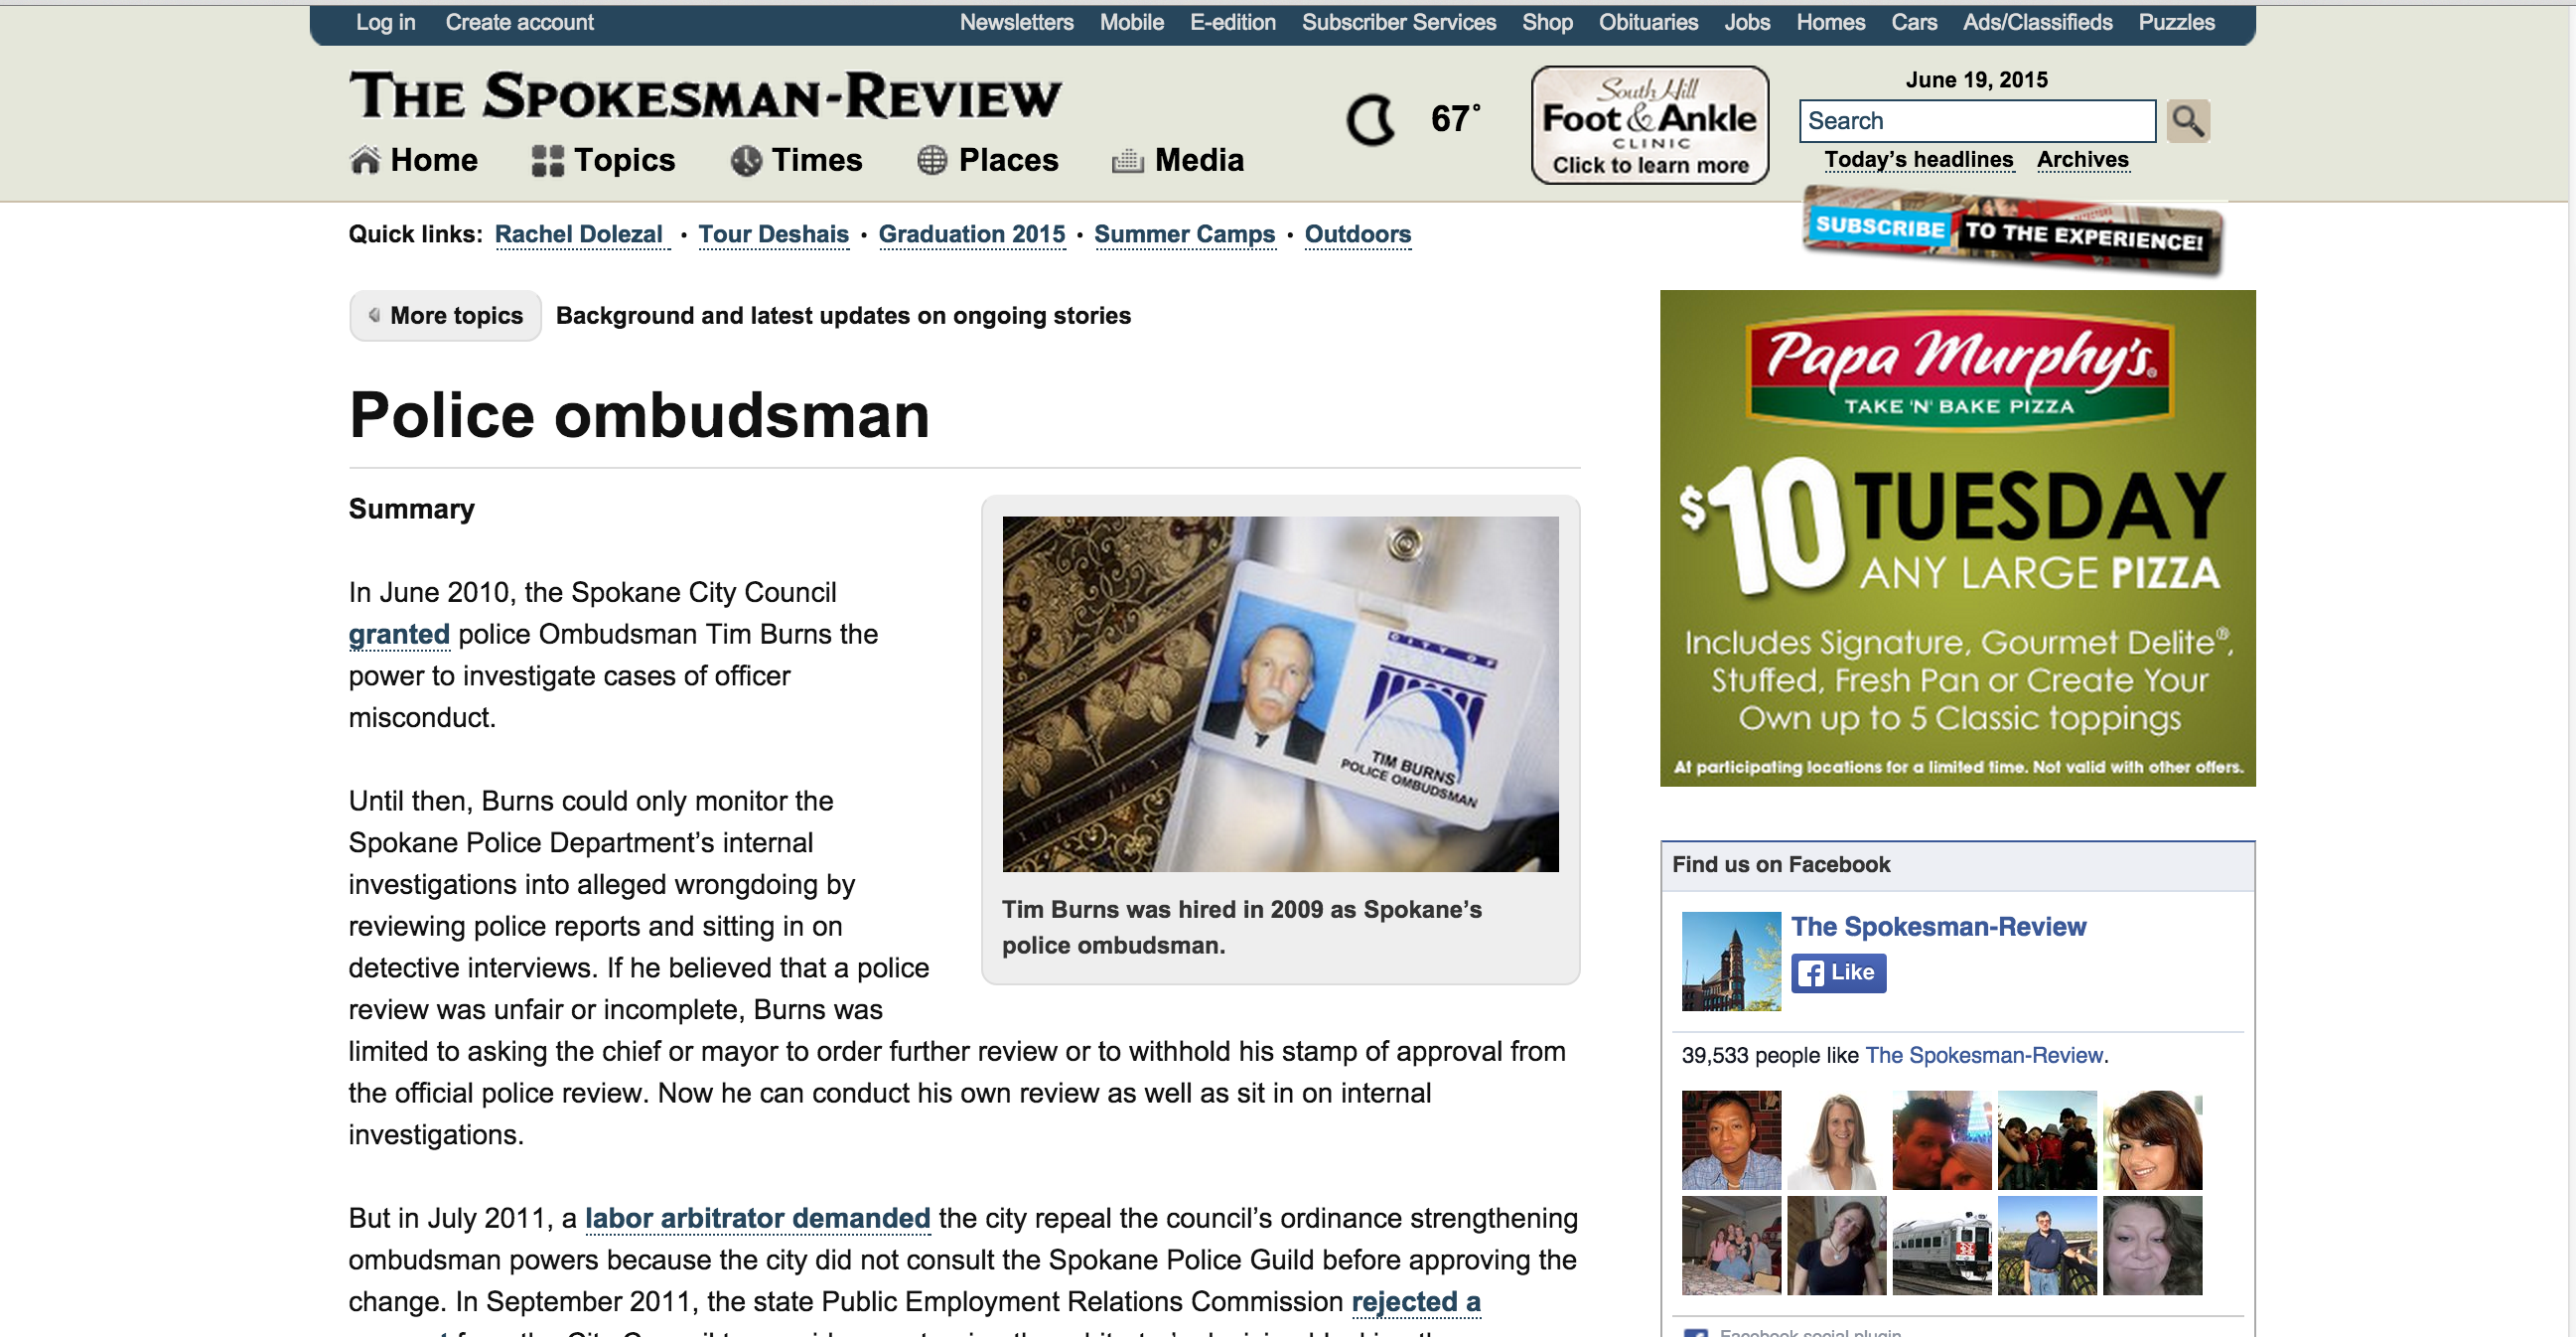 Log in Create account Newsletters Mobile E-edition Subscriber Services Shop Obituaries Jobs Homes Cars Ads/Classifieds Puzzles
THE SPOKESMAN-REVIEW
67°
South Hill
Foot & Ankle
CLINIC
Click to learn more
June 19, 2015
Search
Today's headlines Archives
Home Topics Times Places Media
SUBSCRIBE TO THE EXPERIENCE!
Quick links: Rachel Dolezal • Tour Deshais • Graduation 2015 • Summer Camps • Outdoors
More topics Background and latest updates on ongoing stories
Police ombudsman
Summary
In June 2010, the Spokane City Council
granted police Ombudsman Tim Burns the
power to investigate cases of officer
misconduct.
Until then, Burns could only monitor the
Spokane Police Department’s internal
investigations into alleged wrongdoing by
reviewing police reports and sitting in on
detective interviews. If he believed that a police
review was unfair or incomplete, Burns was
limited to asking the chief or mayor to order further review or to withhold his stamp of approval from
the official police review. Now he can conduct his own review as well as sit in on internal
investigations.
But in July 2011, a labor arbitrator demanded the city repeal the council’s ordinance strengthening
ombudsman powers because the city did not consult the Spokane Police Guild before approving the
change. In September 2011, the state Public Employment Relations Commission rejected a
CITY OF
TIM BURNS
POLICE OMBUDSMAN
Tim Burns was hired in 2009 as Spokane’s
police ombudsman.
Papa Murphy's®
TAKE 'N' BAKE PIZZA
$10 TUESDAY
ANY LARGE PIZZA
Includes Signature, Gourmet Delite®,
Stuffed, Fresh Pan or Create Your
Own up to 5 Classic toppings
At participating locations for a limited time. Not valid with other offers.
Find us on Facebook
The Spokesman-Review
Like
39,533 people like The Spokesman-Review.
Facebook social plugin